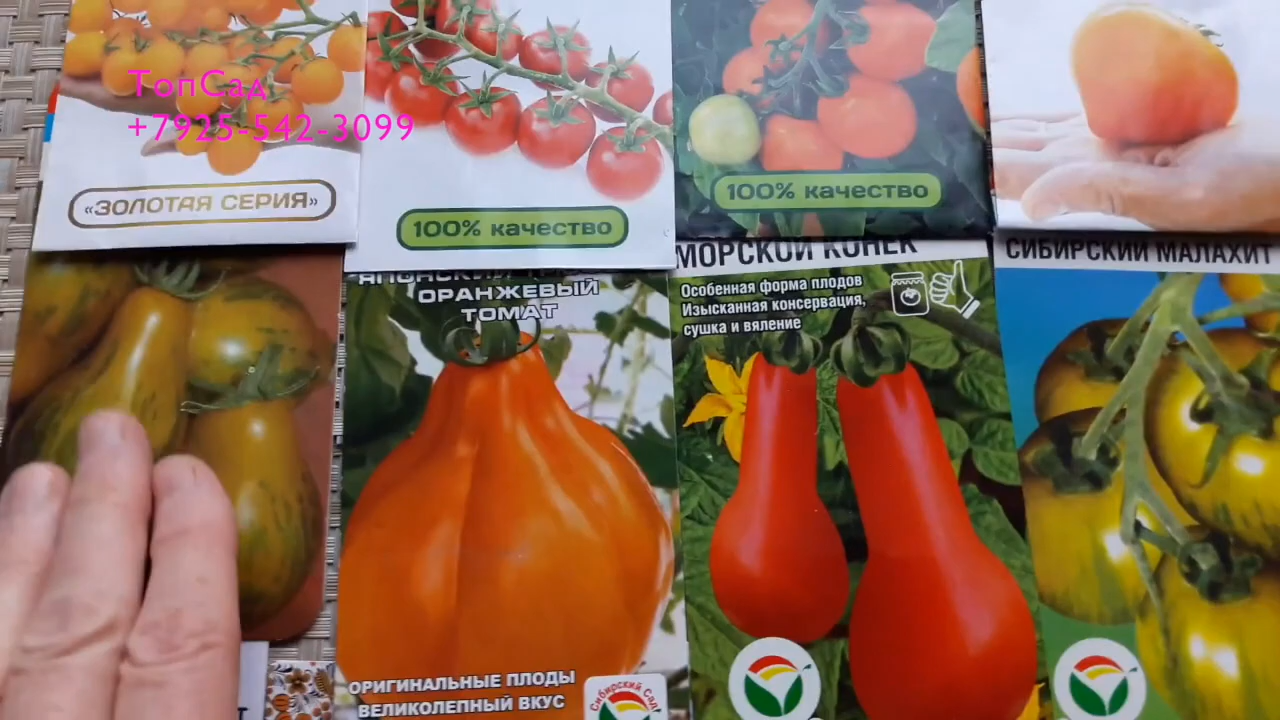 ТопСад
+7925-542-3099
«ЗОЛОТАЯ СЕРИЯ»
100% качество
100% качество
ЯПОНСКИЙ
ОРАНЖЕВЫЙ
ТОМАТ
ОРИГИНАЛЬНЫЕ ПЛОДЫ
ВЕЛИКОЛЕПНЫЙ ВКУС
Сибирский Сад
МОРСКОЙ КОНЕК
Особенная форма плодов
Изысканная консервация,
сушка и вяление
СИБИРСКИЙ МАЛАХИТ